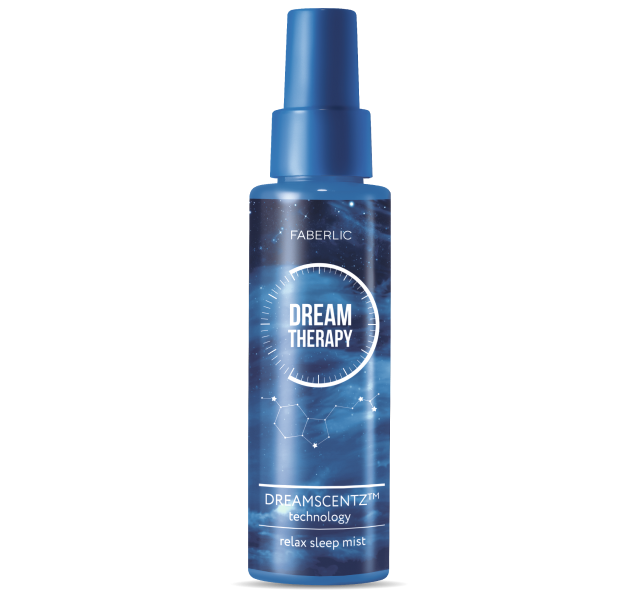 FABERLIC
DREAM
THERAPY
DREAMSCENTZ™
technology
relax sleep mist